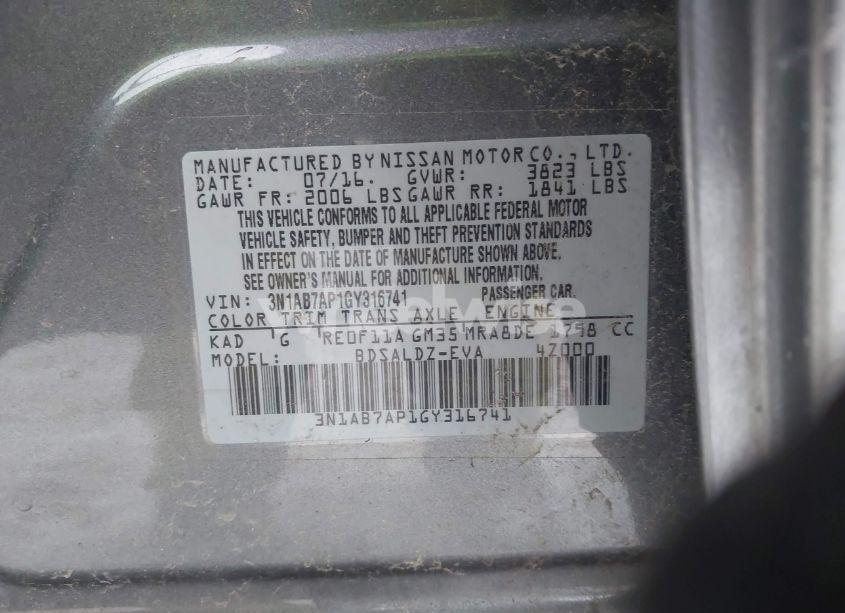 MANUFACTURED BY NISSAN MOTOR CO., LTD.
DATE: 07/16. GVWR: 3823 LBS
GAWR FR: 2006 LBS GAWR RR: 1841 LBS
THIS VEHICLE CONFORMS TO ALL APPLICABLE FEDERAL MOTOR
VEHICLE SAFETY, BUMPER AND THEFT PREVENTION STANDARDS
IN EFFECT ON THE DATE OF MANUFACTURE SHOWN ABOVE.
SEE OWNER'S MANUAL FOR ADDITIONAL INFORMATION.
VIN: 3N1AB7AP1GY316741 PASSENGER CAR.
COLOR TRIM TRANS AXLE ENGINE
KAD G RE0F11A GM35 MRA8DE 1798 CC
MODEL: BDSALDZ-EVA 4Z000
3N1AB7AP1GY316741